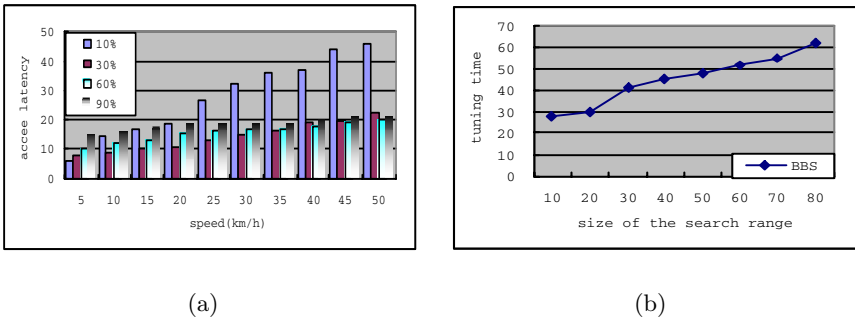 50
40
30
20
10
0
accee latency
10%
30%
60%
90%
5 10 15 20 25 30 35 40 45 50
speed(km/h)
(a)
70
60
50
40
30
20
10
0
tuning time
BBS
10 20 30 40 50 60 70 80
size of the search range
(b)